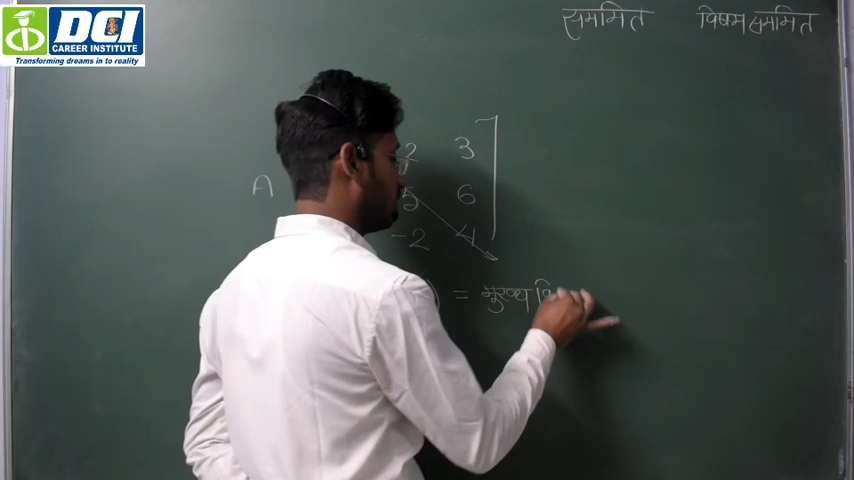 DCI
CAREER INSTITUTE
Transforming dreams in to reality
सममित विषम सममित
2 3
A 5 6
-2 4
= मुख्य वि